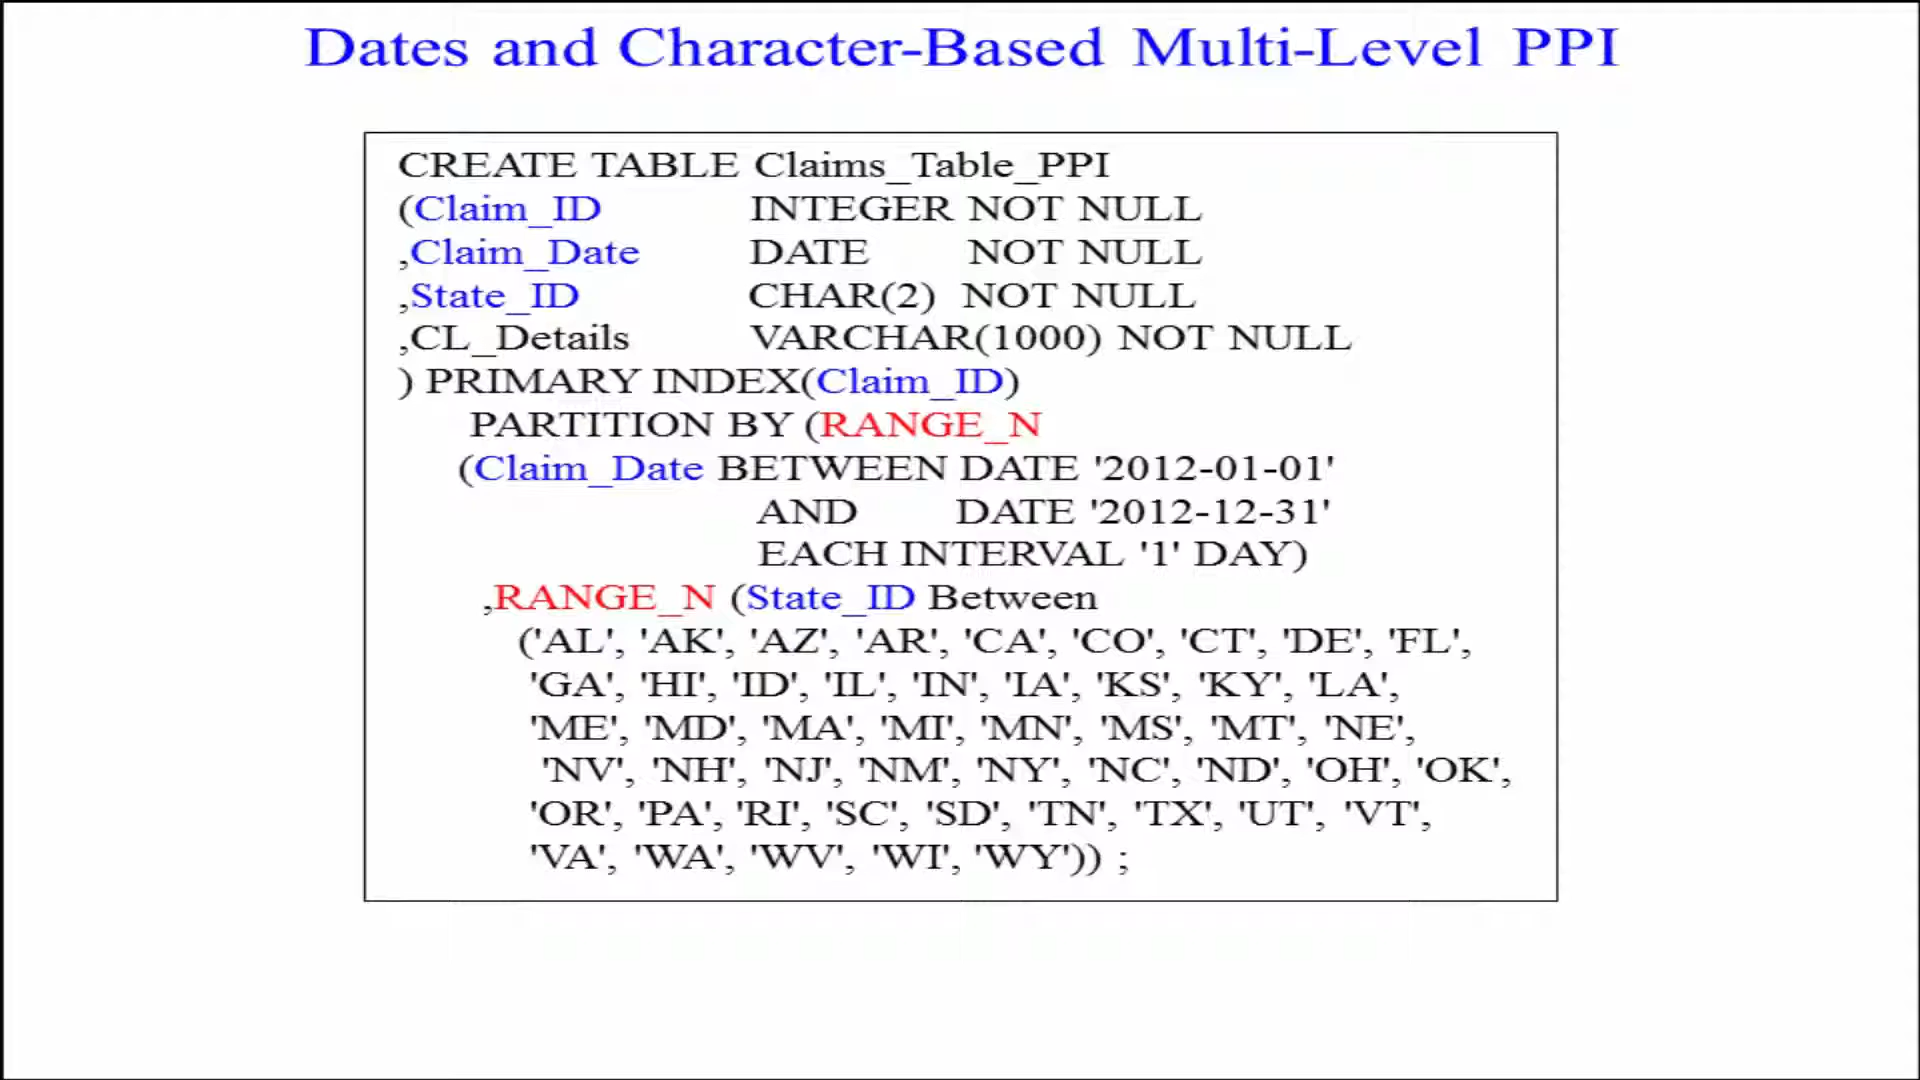 Dates and Character-Based Multi-Level PPI
CREATE TABLE Claims_Table_PPI
(Claim_ID INTEGER NOT NULL
,Claim_Date DATE NOT NULL
,State_ID CHAR(2) NOT NULL
,CL_Details VARCHAR(1000) NOT NULL
) PRIMARY INDEX(Claim_ID)
PARTITION BY (RANGE_N
(Claim_Date BETWEEN DATE '2012-01-01'
AND DATE '2012-12-31'
EACH INTERVAL '1' DAY)
,RANGE_N (State_ID Between
('AL', 'AK', 'AZ', 'AR', 'CA', 'CO', 'CT', 'DE', 'FL',
'GA', 'HI', 'ID', 'IL', 'IN', 'IA', 'KS', 'KY', 'LA',
'ME', 'MD', 'MA', 'MI', 'MN', 'MS', 'MT', 'NE',
'NV', 'NH', 'NJ', 'NM', 'NY', 'NC', 'ND', 'OH', 'OK',
'OR', 'PA', 'RI', 'SC', 'SD', 'TN', 'TX', 'UT', 'VT',
'VA', 'WA', 'WV', 'WI', 'WY')) ;